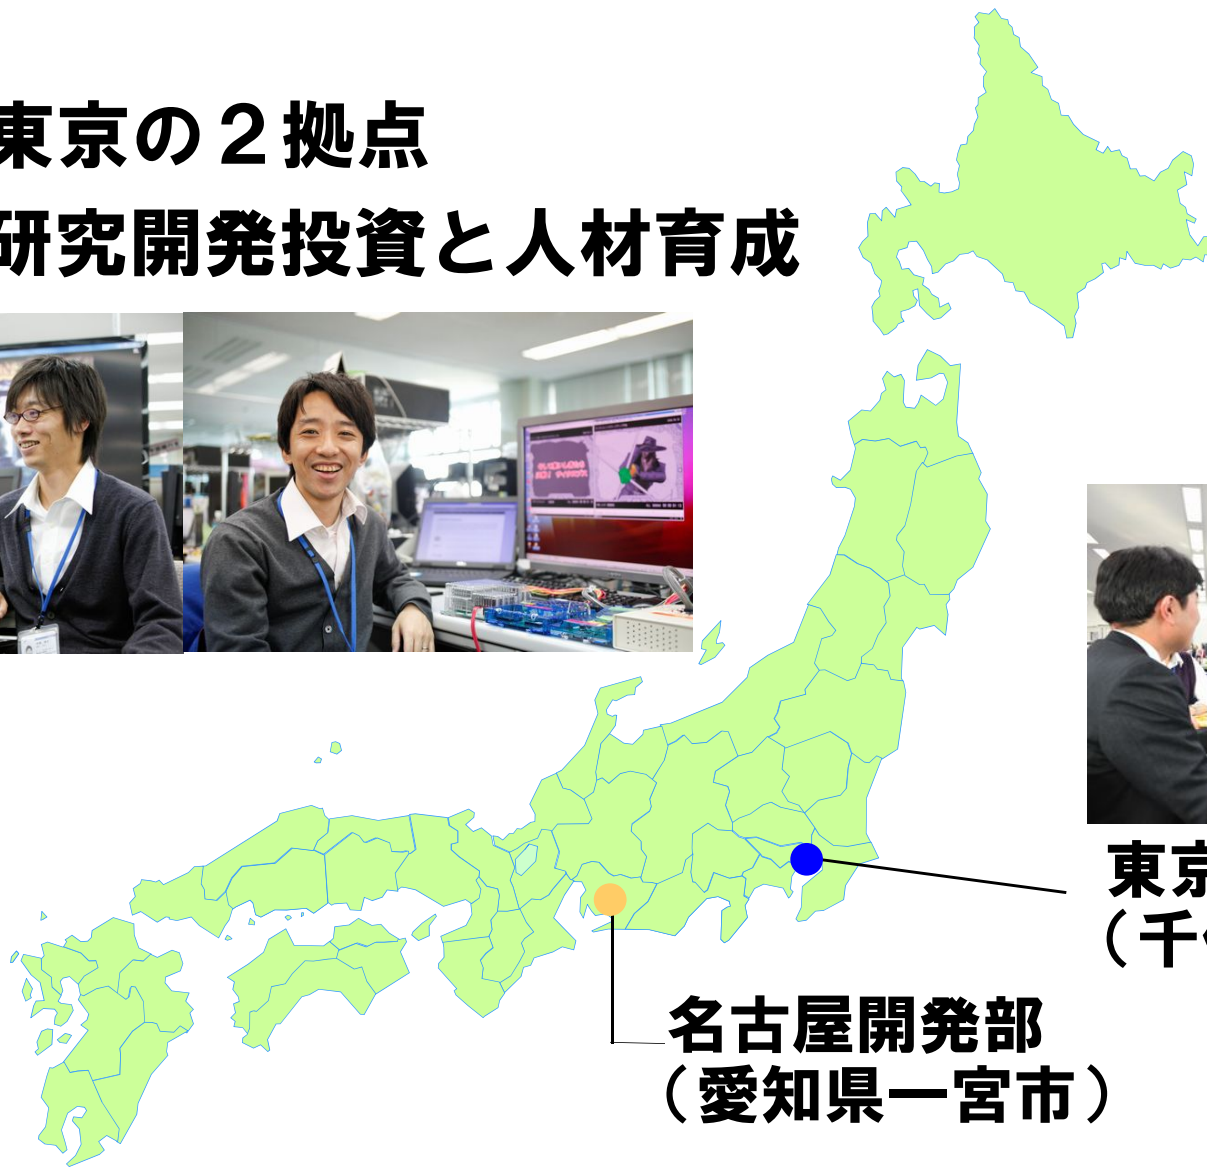 東京の２拠点
研究開発投資と人材育成
東京
（千
名古屋開発部
（愛知県一宮市）